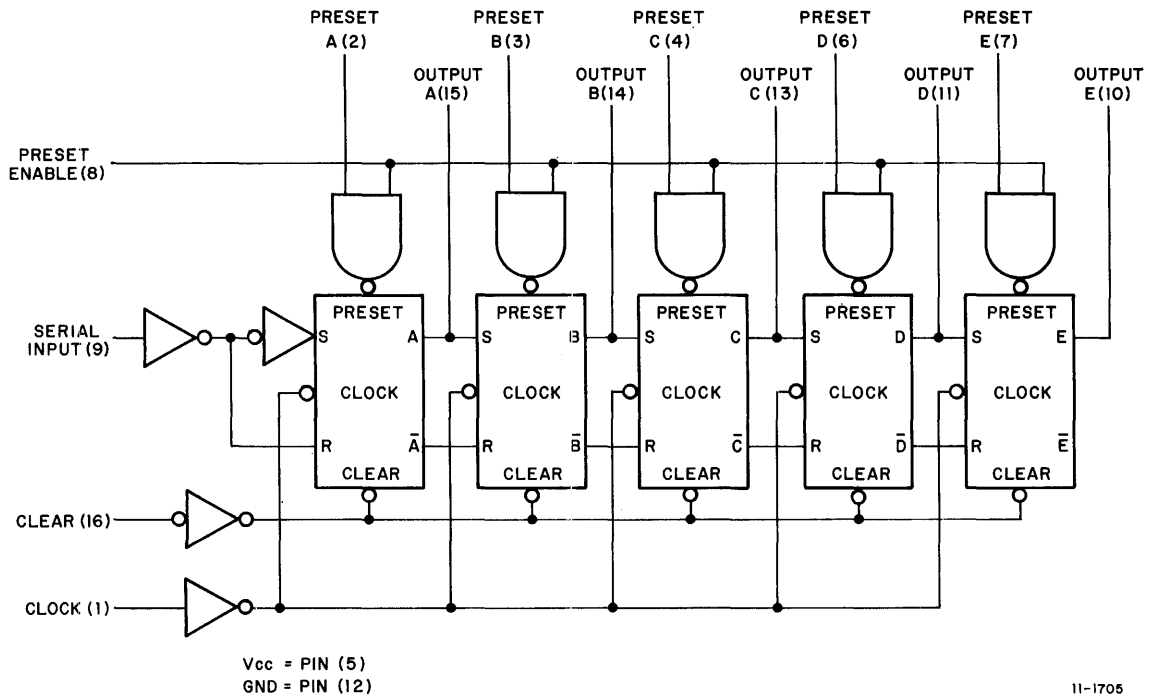 PRESET
A(2)
PRESET
B(3)
PRESET
C(4)
PRESET
D(6)
PRESET
E(7)
OUTPUT
A(15)
OUTPUT
B(14)
OUTPUT
C(13)
OUTPUT
D(11)
OUTPUT
E(10)
PRESET
ENABLE(8)
SERIAL
INPUT(9)
PRESET
S A
CLOCK
R A̅
CLEAR
PRESET
S B
CLOCK
R B̅
CLEAR
PRESET
S C
CLOCK
R C̅
CLEAR
PRESET
S D
CLOCK
R D̅
CLEAR
PRESET
S E
CLOCK
R E̅
CLEAR
CLEAR (16)
CLOCK (1)
Vcc = PIN (5)
GND = PIN (12)
11-1705